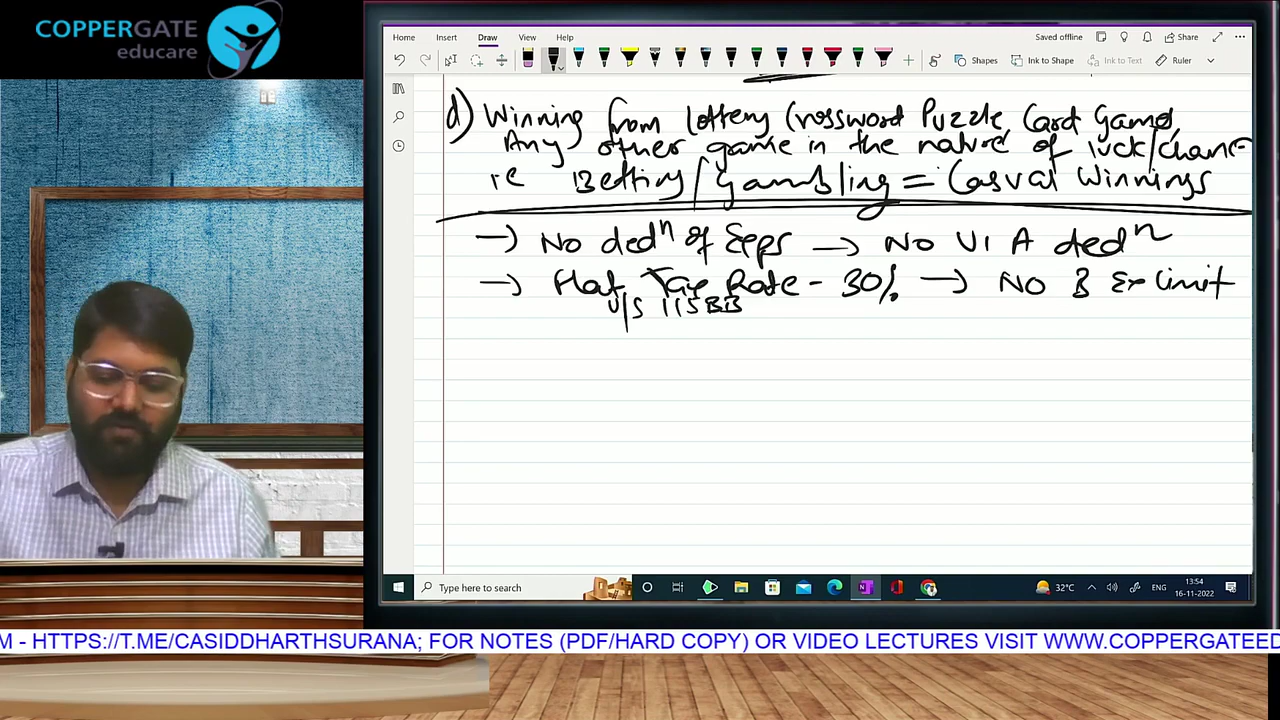 COPPERGATE
educare
Home Insert Draw View Help
Saved offline
Share
Shapes
Ink to Shape
Ink to Text
Ruler
d) Winning from lottery Crossword Puzzle Card Games,
Any other game in the nature of luck/chance
ie Betting/Gambling = Casual Winnings
→ No dedⁿ of Exps → No VI A dedⁿ
→ Flat Tax Rate - 30% → No B Ex limit
U/S 115BB
Type here to search
32°C
ENG
13:54
16-11-2022
M - HTTPS://T.ME/CASIDDHARTHSURANA; FOR NOTES (PDF/HARD COPY) OR VIDEO LECTURES VISIT WWW.COPPERGATEED